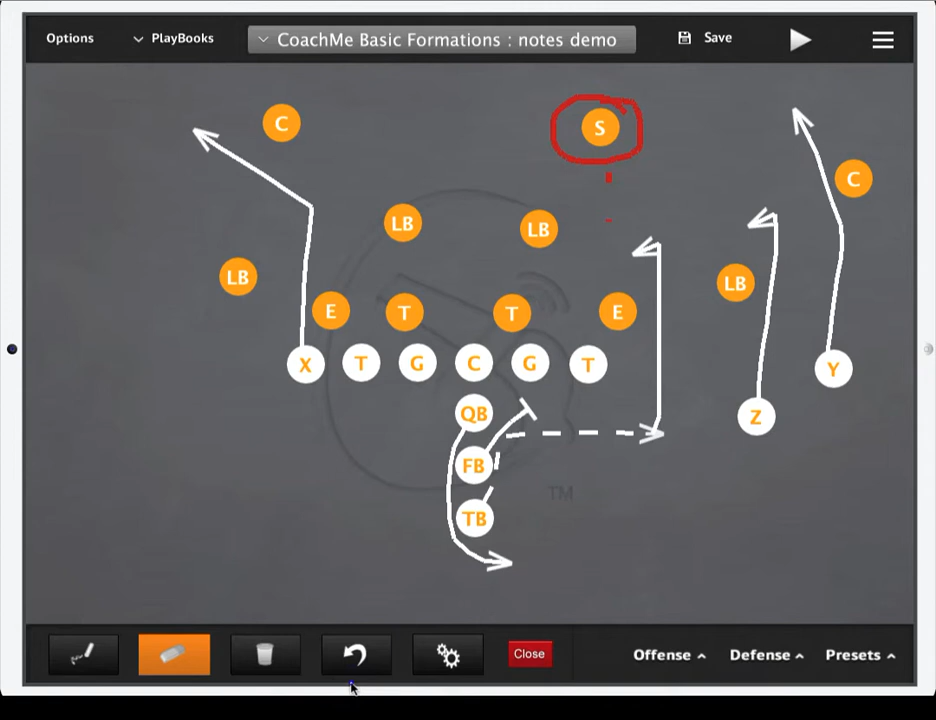 Options PlayBooks CoachMe Basic Formations : notes demo Save
C S
C
LB LB
LB LB
E T T E
X T G C G T Y
QB Z
FB
TB TM
Close Offense Defense Presets